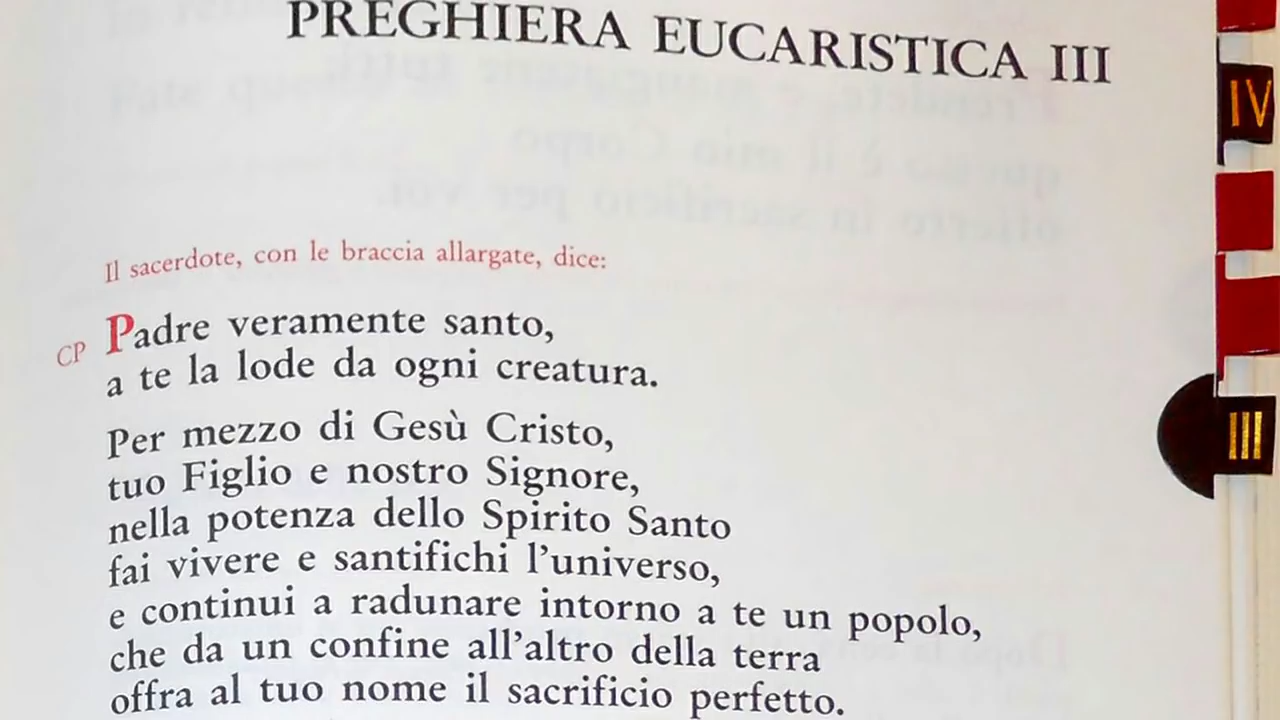 PREGHIERA EUCARISTICA III
IV
Il sacerdote, con le braccia allargate, dice:
CP Padre veramente santo,
a te la lode da ogni creatura.
Per mezzo di Gesù Cristo,
tuo Figlio e nostro Signore,
III
nella potenza dello Spirito Santo
fai vivere e santifichi l'universo,
e continui a radunare intorno a te un popolo,
che da un confine all'altro della terra
offra al tuo nome il sacrificio perfetto.